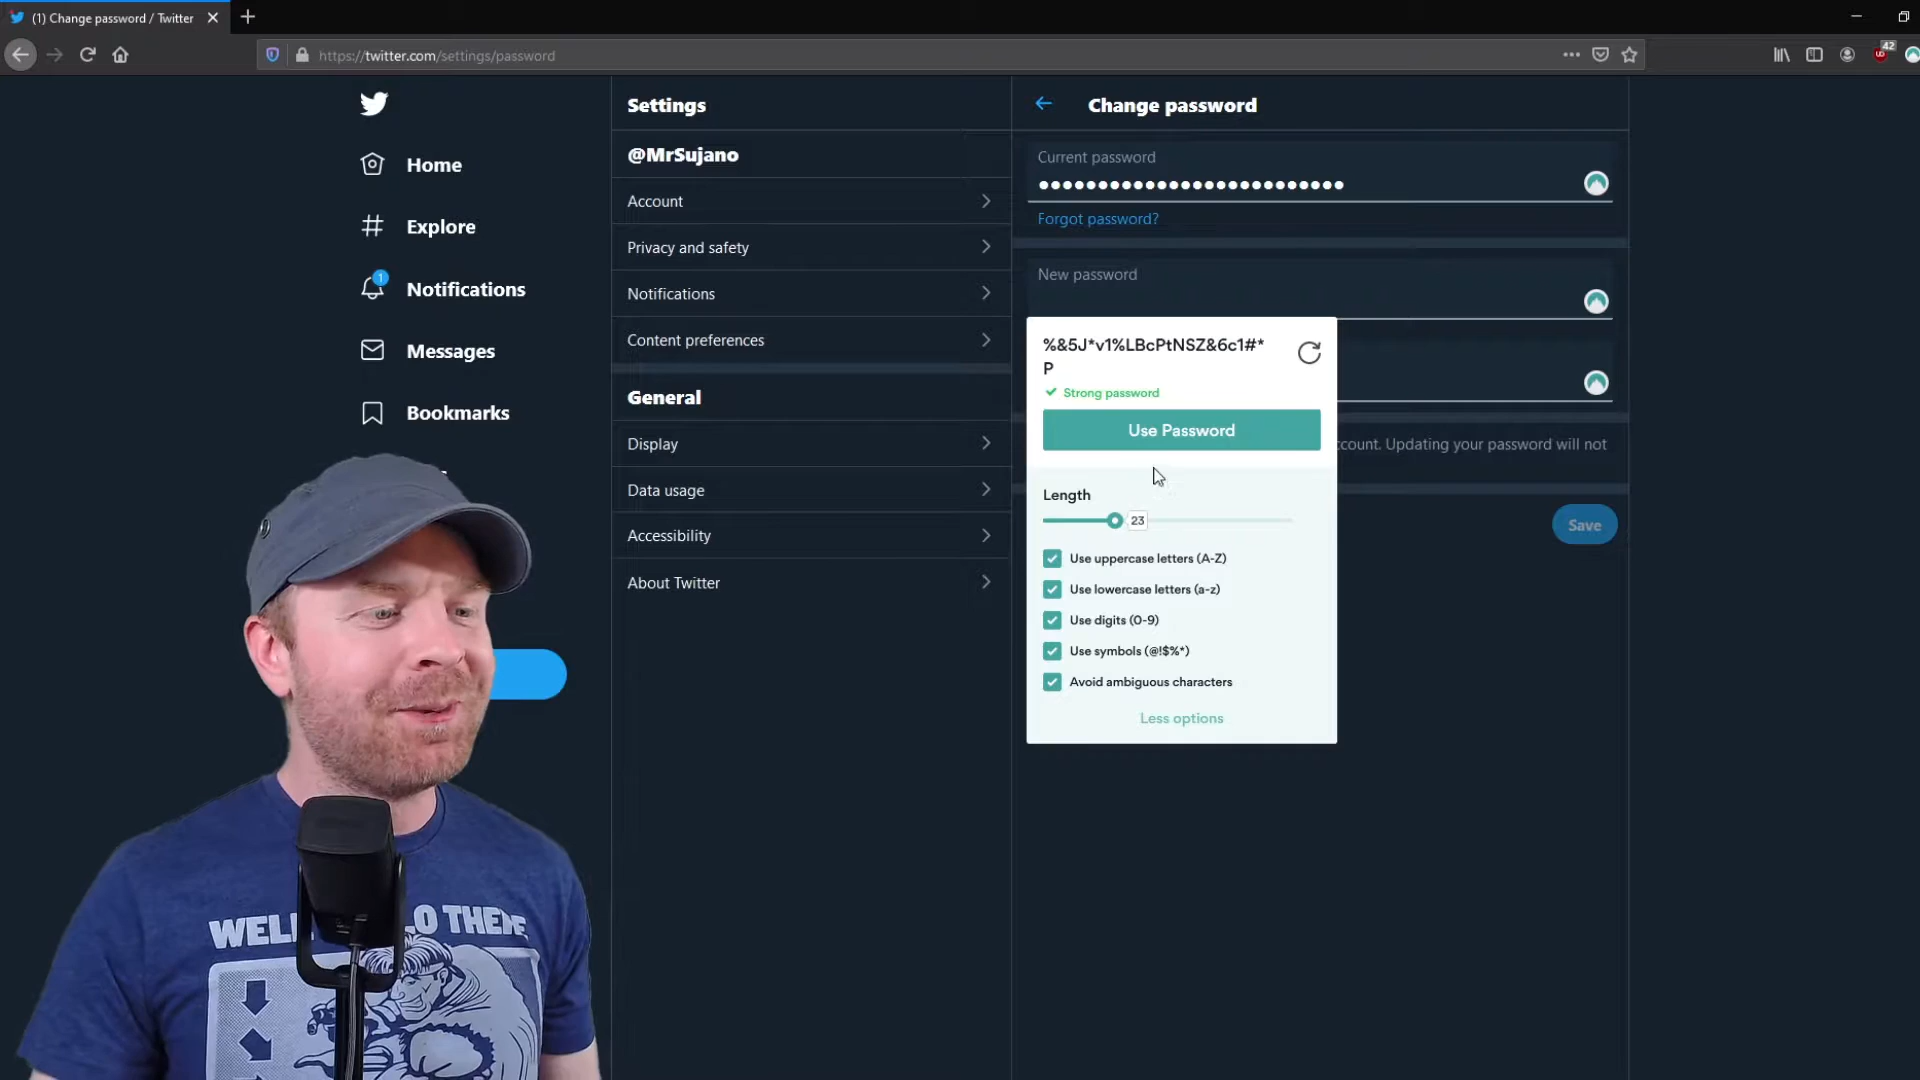 (1) Change password / Twitter
https://twitter.com/settings/password
42
Home
Explore
1
Notifications
Messages
Bookmarks
Settings
@MrSujano
Account
Privacy and safety
Notifications
Content preferences
General
Display
Data usage
Accessibility
About Twitter
Change password
Current password
Forgot password?
New password
%&5J*v1%LBcPtNSZ&6c1#*
P
Strong password
Use Password
Length
23
Use uppercase letters (A-Z)
Use lowercase letters (a-z)
Use digits (0-9)
Use symbols (@!$%*)
Avoid ambiguous characters
Less options
count. Updating your password will not
Save
THERE